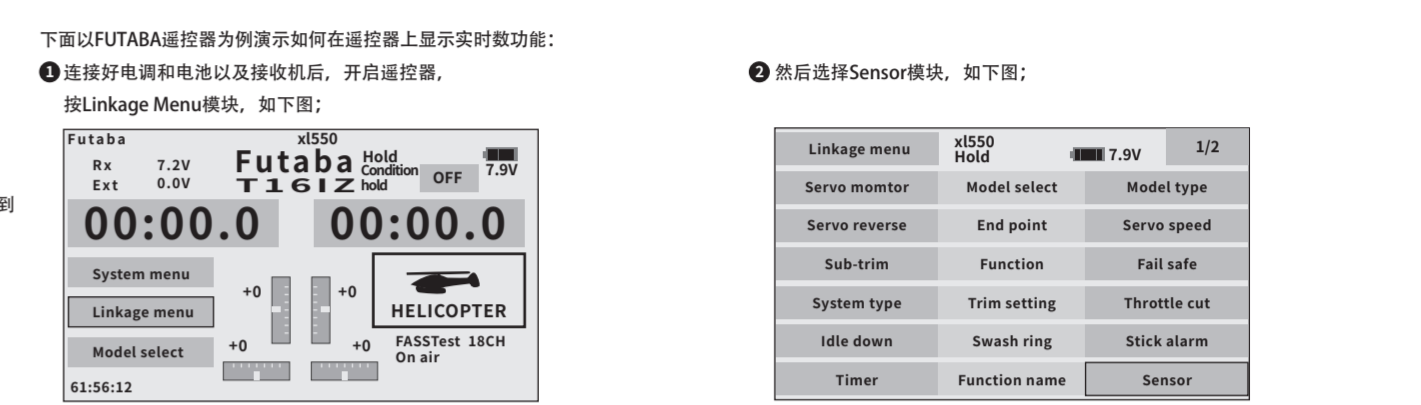 下面以FUTABA遥控器为例演示如何在遥控器上显示实时数功能：
❶ 连接好电调和电池以及接收机后，开启遥控器，
按Linkage Menu模块，如下图；
Futaba xl550
Rx 7.2V
Ext 0.0V
Futaba
T16IZ
Hold
Condition
hold
OFF
7.9V
到
00:00.0 00:00.0
System menu
Linkage menu
Model select
+0 +0
+0 +0
HELICOPTER
FASSTest 18CH
On air
61:56:12
❷ 然后选择Sensor模块，如下图；
Linkage menu xl550
Hold 7.9V 1/2
Servo momtor Model select Model type
Servo reverse End point Servo speed
Sub-trim Function Fail safe
System type Trim setting Throttle cut
Idle down Swash ring Stick alarm
Timer Function name Sensor